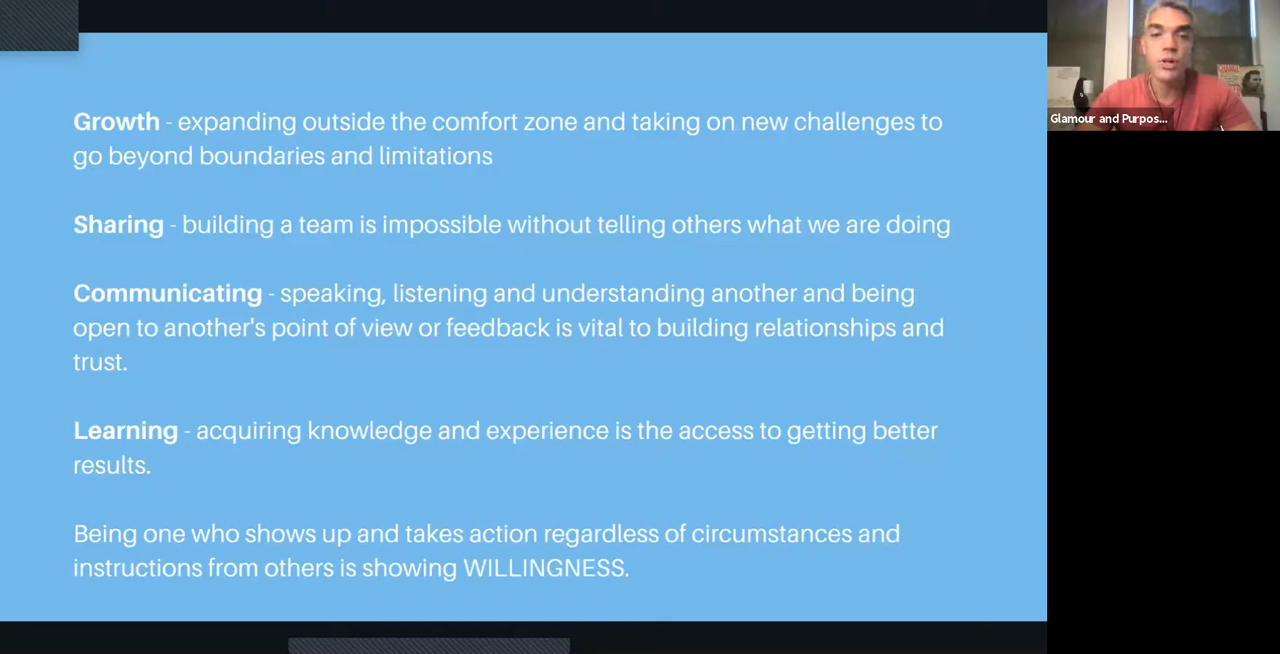 Growth - expanding outside the comfort zone and taking on new challenges to
go beyond boundaries and limitations
Sharing - building a team is impossible without telling others what we are doing
Communicating - speaking, listening and understanding another and being
open to another's point of view or feedback is vital to building relationships and
trust.
Learning - acquiring knowledge and experience is the access to getting better
results.
Being one who shows up and takes action regardless of circumstances and
instructions from others is showing WILLINGNESS.
Glamour and Purpos...